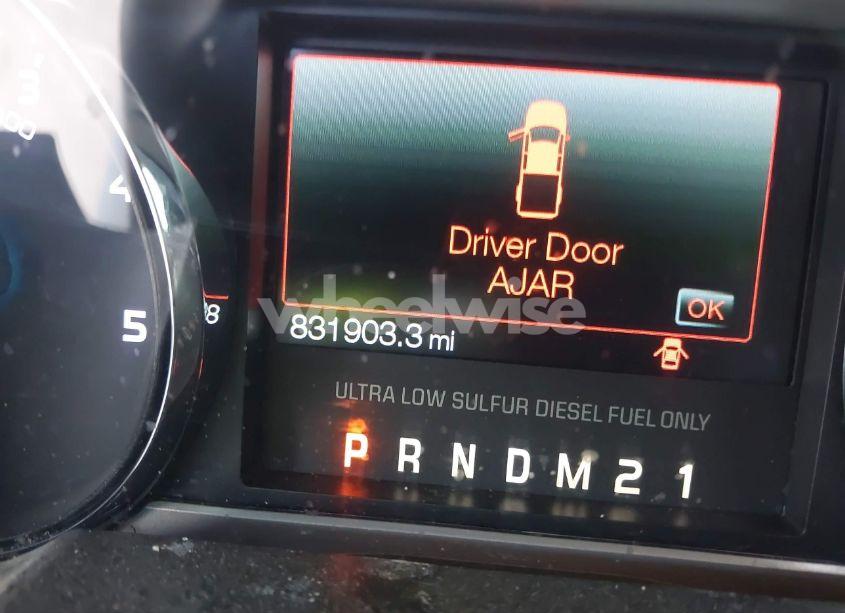 3
00
4
5
8
Driver Door
AJAR
OK
wheelwise
831903.3 mi
ULTRA LOW SULFUR DIESEL FUEL ONLY
P R N D M 2 1